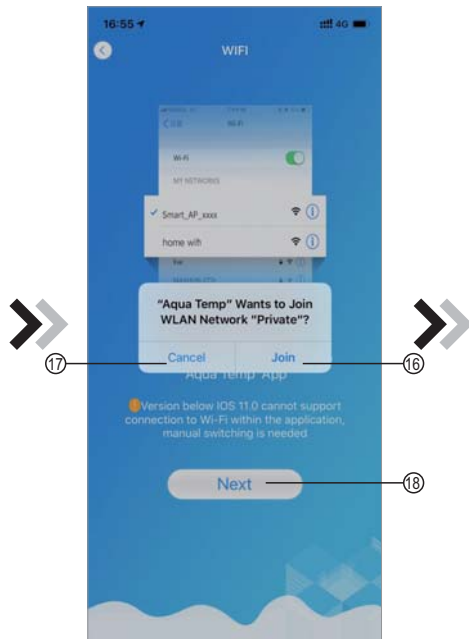 16:55 4G
WIFI
Wi-Fi
Wi-Fi
MY NETWORKS
Smart_AP_xxxx
home wifi
"Aqua Temp" Wants to Join
WLAN Network "Private"?
⑰ Cancel Join ⑯
Aqua Temp App
Version below IOS 11.0 cannot support
connection to Wi-Fi within the application,
manual switching is needed
Next ⑱